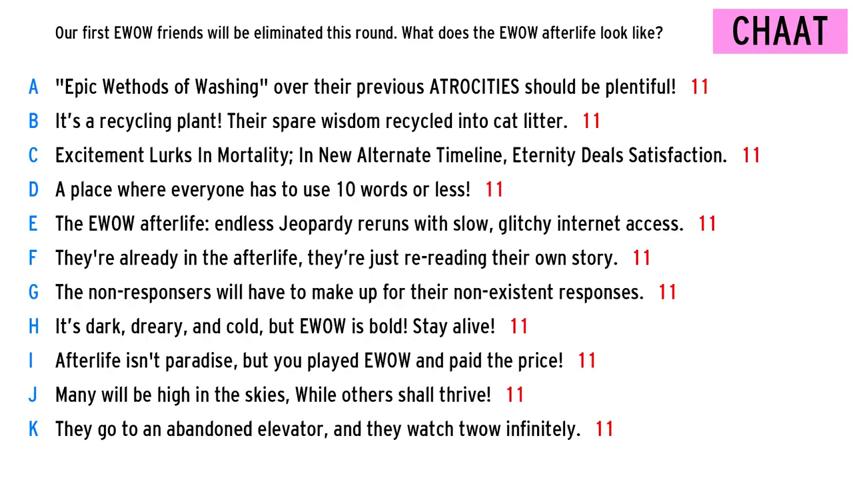 Our first EWOW friends will be eliminated this round. What does the EWOW afterlife look like?
CHAAT
A "Epic Wethods of Washing" over their previous ATROCITIES should be plentiful! 11
B It's a recycling plant! Their spare wisdom recycled into cat litter. 11
C Excitement Lurks In Mortality; In New Alternate Timeline, Eternity Deals Satisfaction. 11
D A place where everyone has to use 10 words or less! 11
E The EWOW afterlife: endless Jeopardy reruns with slow, glitchy internet access. 11
F They're already in the afterlife, they're just re-reading their own story. 11
G The non-responsers will have to make up for their non-existent responses. 11
H It's dark, dreary, and cold, but EWOW is bold! Stay alive! 11
I Afterlife isn't paradise, but you played EWOW and paid the price! 11
J Many will be high in the skies, While others shall thrive! 11
K They go to an abandoned elevator, and they watch twow infinitely. 11